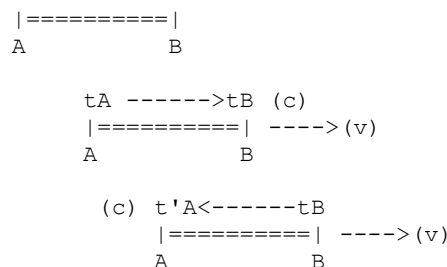 |==========|
A          B
tA ------>tB (c)
|==========| ---->(v)
A          B
(c) t'A<------tB
|==========| ---->(v)
A          B